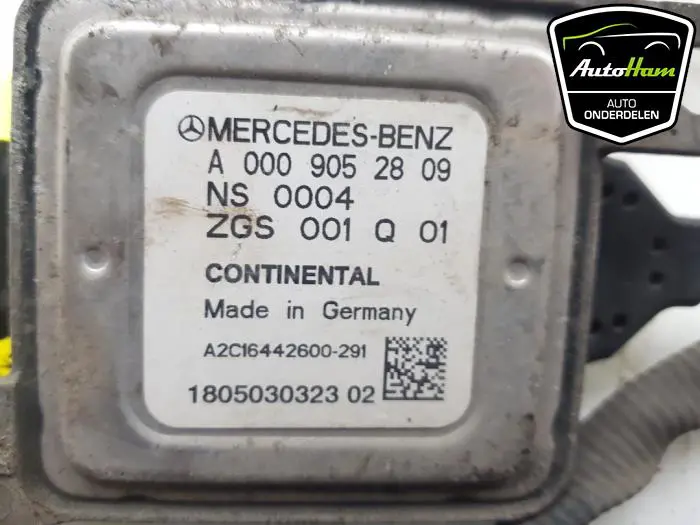 AutoHam
AUTO
ONDERDELEN
MERCEDES-BENZ
A 000 905 28 09
NS 0004
ZGS 001 Q 01
CONTINENTAL
Made in Germany
A2C16442600-291
1805030323 02